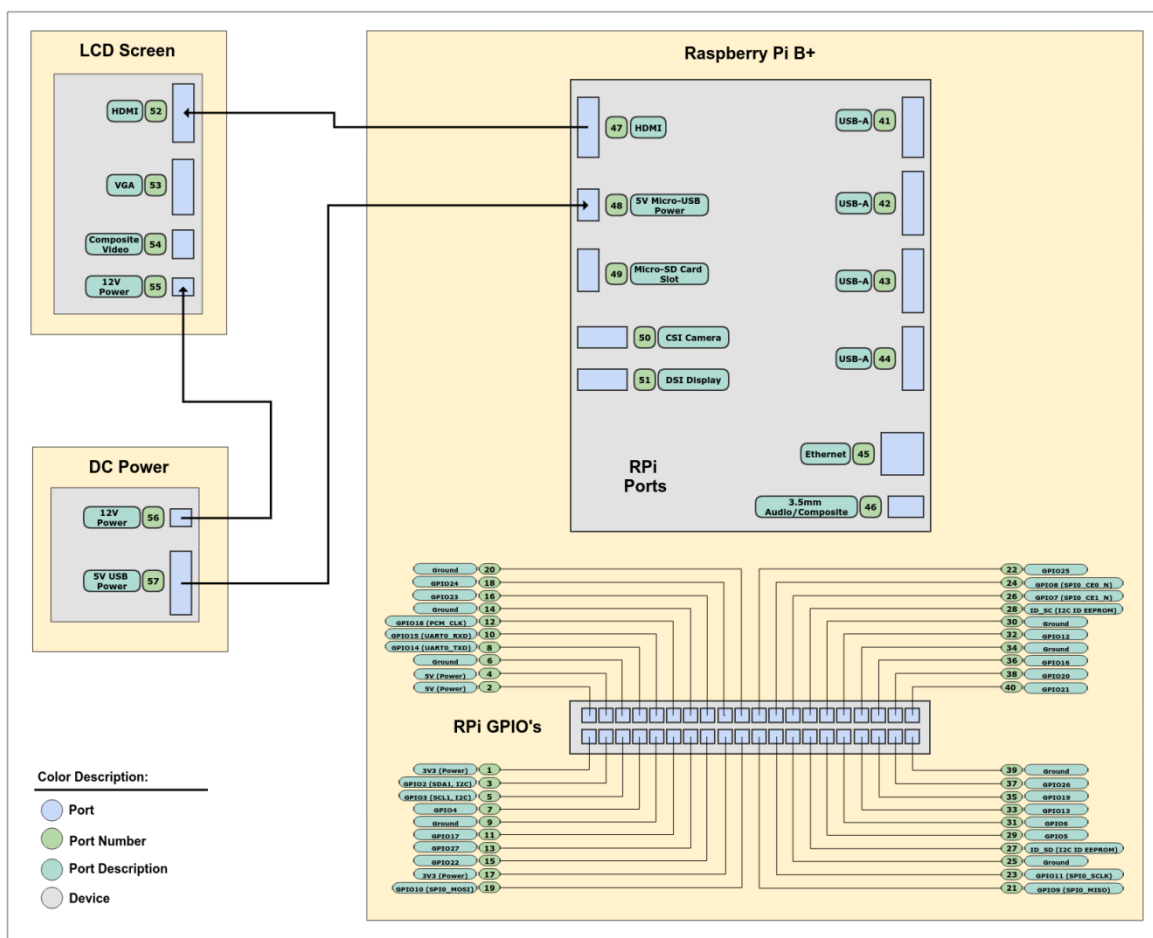 LCD Screen
HDMI 52
VGA 53
Composite
Video 54
12V
Power 55
DC Power
12V
Power 56
5V USB
Power 57
Raspberry Pi B+
47 HDMI
48 5V Micro-USB
Power
49 Micro-SD Card
Slot
50 CSI Camera
51 DSI Display
USB-A 41
USB-A 42
USB-A 43
USB-A 44
Ethernet 45
3.5mm
Audio/Composite 46
RPi
Ports
Ground 20
GPIO24 18
GPIO23 16
Ground 14
GPIO18 (PCM_CLK) 12
GPIO15 (UART0_RXD) 10
GPIO14 (UART0_TXD) 8
Ground 6
5V (Power) 4
5V (Power) 2
22 GPIO25
24 GPIO8 (SPI0_CE0_N)
26 GPIO7 (SPI0_CE1_N)
28 ID_SC (I2C ID EEPROM)
30 Ground
32 GPIO12
34 Ground
36 GPIO16
38 GPIO20
40 GPIO21
RPi GPIO's
3V3 (Power) 1
GPIO2 (SDA1, I2C) 3
GPIO3 (SCL1, I2C) 5
GPIO4 7
Ground 9
GPIO17 11
GPIO27 13
GPIO22 15
3V3 (Power) 17
GPIO10 (SPI0_MOSI) 19
39 Ground
37 GPIO26
35 GPIO19
33 GPIO13
31 GPIO6
29 GPIO5
27 ID_SD (I2C ID EEPROM)
25 Ground
23 GPIO11 (SPI0_SCLK)
21 GPIO9 (SPI0_MISO)
Color Description:
Port
Port Number
Port Description
Device